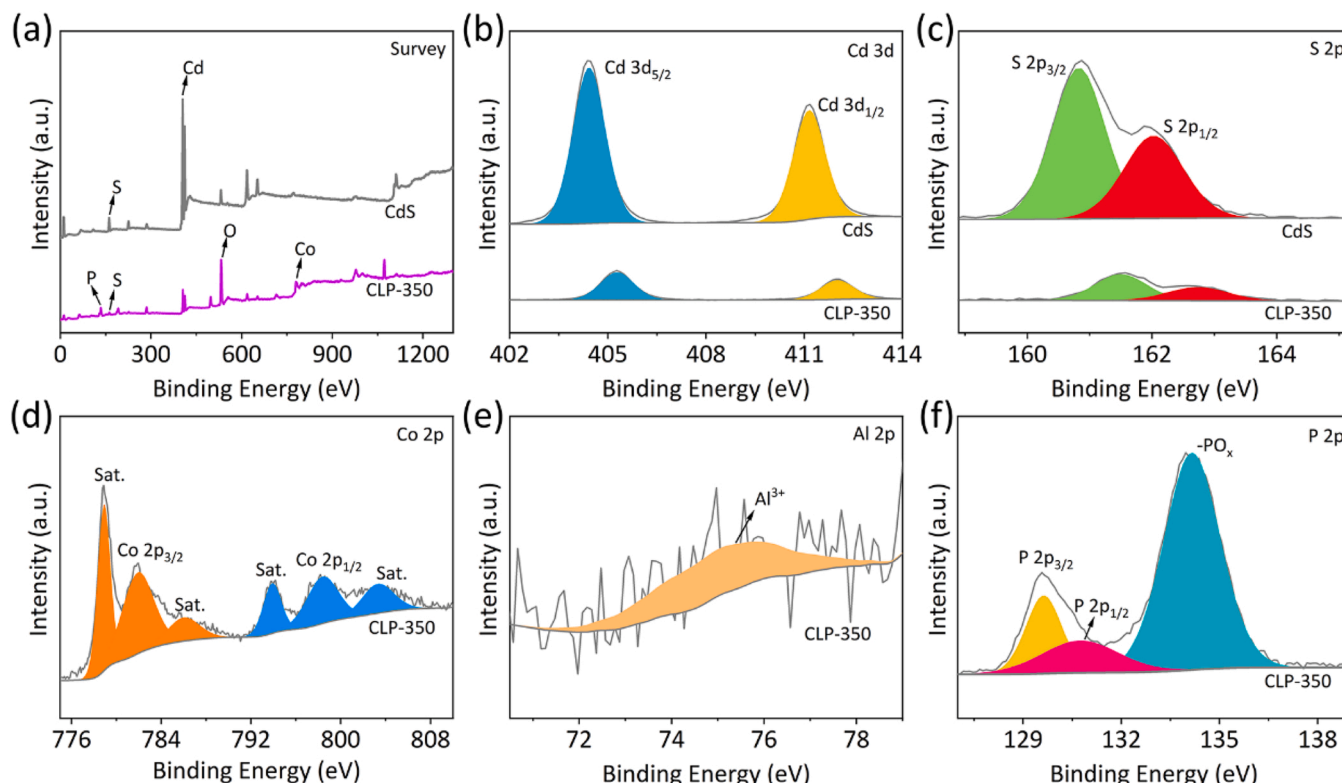 (a)
Survey
Cd
S
CdS
O
Co
P
S
CLP-350
0 300 600 900 1200
Binding Energy (eV)
Intensity (a.u.)
(b)
Cd 3d
Cd 3d5/2
Cd 3d1/2
CdS
CLP-350
402 405 408 411 414
Binding Energy (eV)
Intensity (a.u.)
(c)
S 2p
S 2p3/2
S 2p1/2
CdS
CLP-350
160 162 164
Binding Energy (eV)
Intensity (a.u.)
(d)
Co 2p
Sat.
Co 2p3/2
Sat.
Sat.
Co 2p1/2
Sat.
CLP-350
776 784 792 800 808
Binding Energy (eV)
Intensity (a.u.)
(e)
Al 2p
Al3+
CLP-350
72 74 76 78
Binding Energy (eV)
Intensity (a.u.)
(f)
P 2p
-POx
P 2p3/2
P 2p1/2
CLP-350
129 132 135 138
Binding Energy (eV)
Intensity (a.u.)